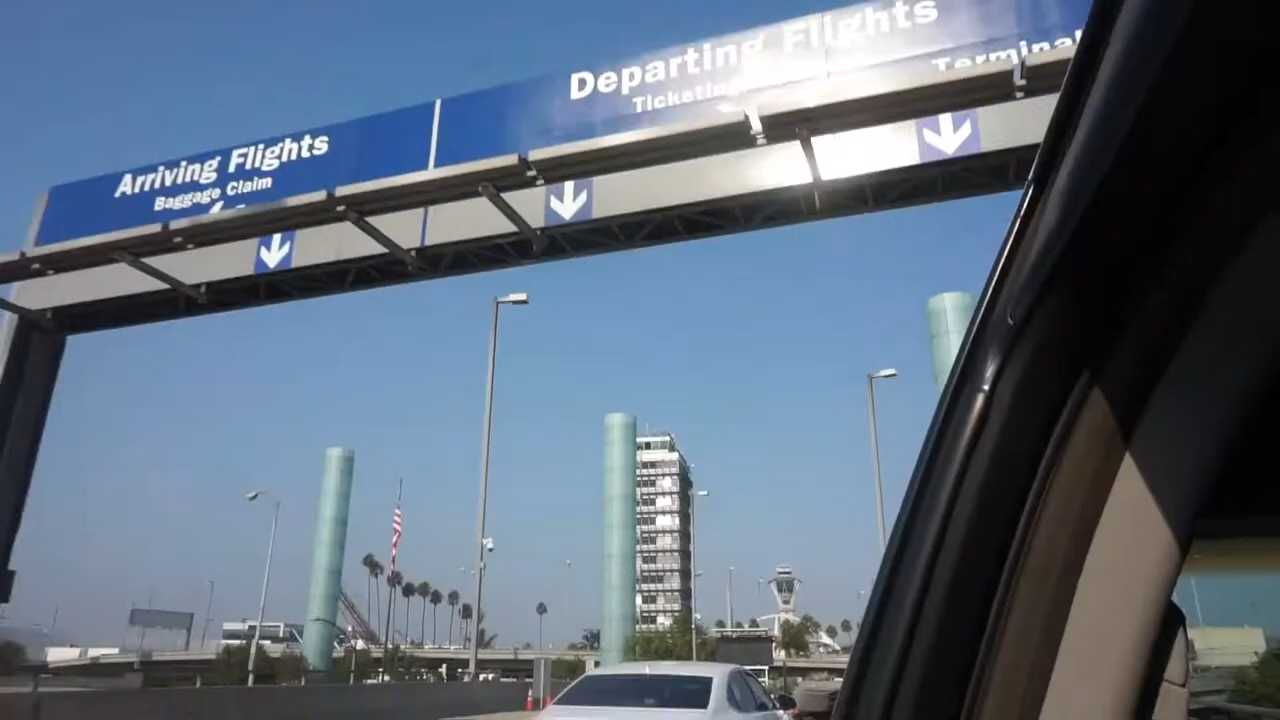 Arriving Flights
Baggage Claim
Departing Flights
Ticketing
Terminal